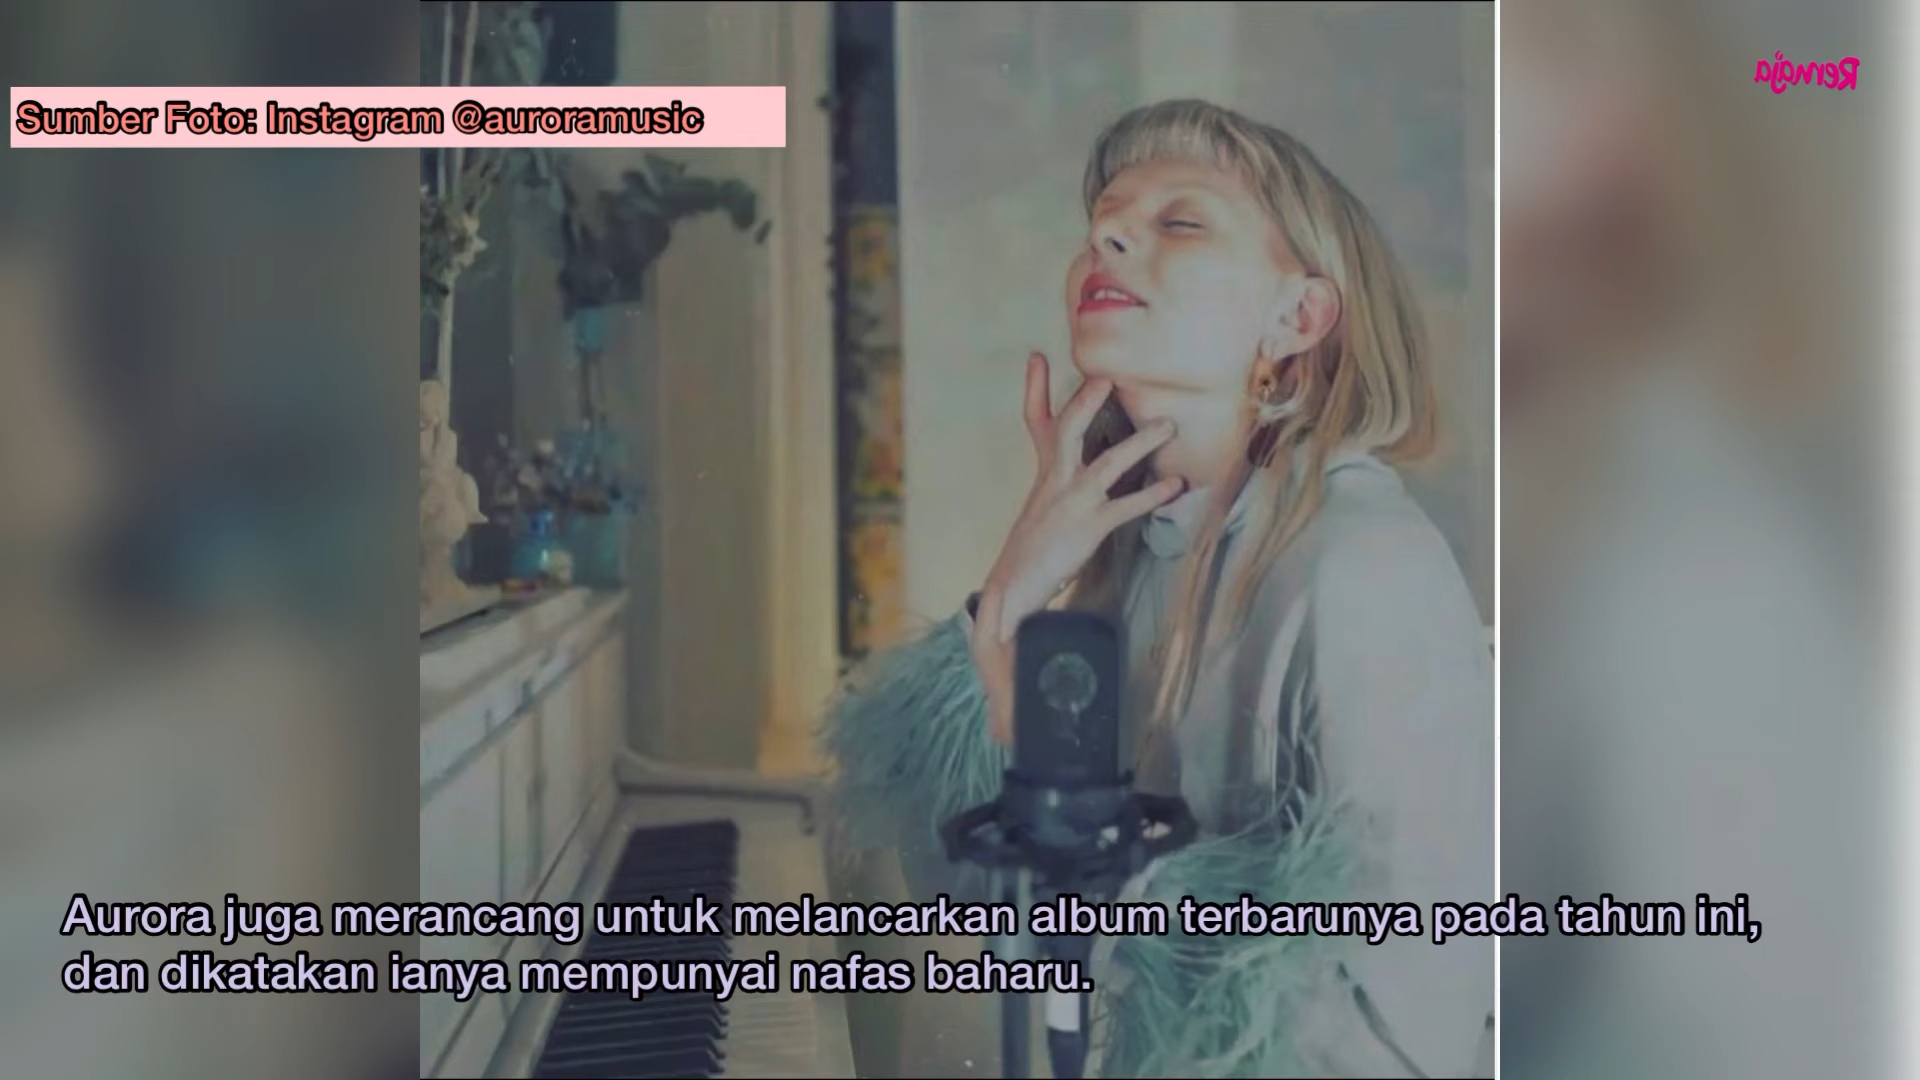 Remaja
Sumber Foto: Instagram @auroramusic
Aurora juga merancang untuk melancarkan album terbarunya pada tahun ini,
dan dikatakan ianya mempunyai nafas baharu.